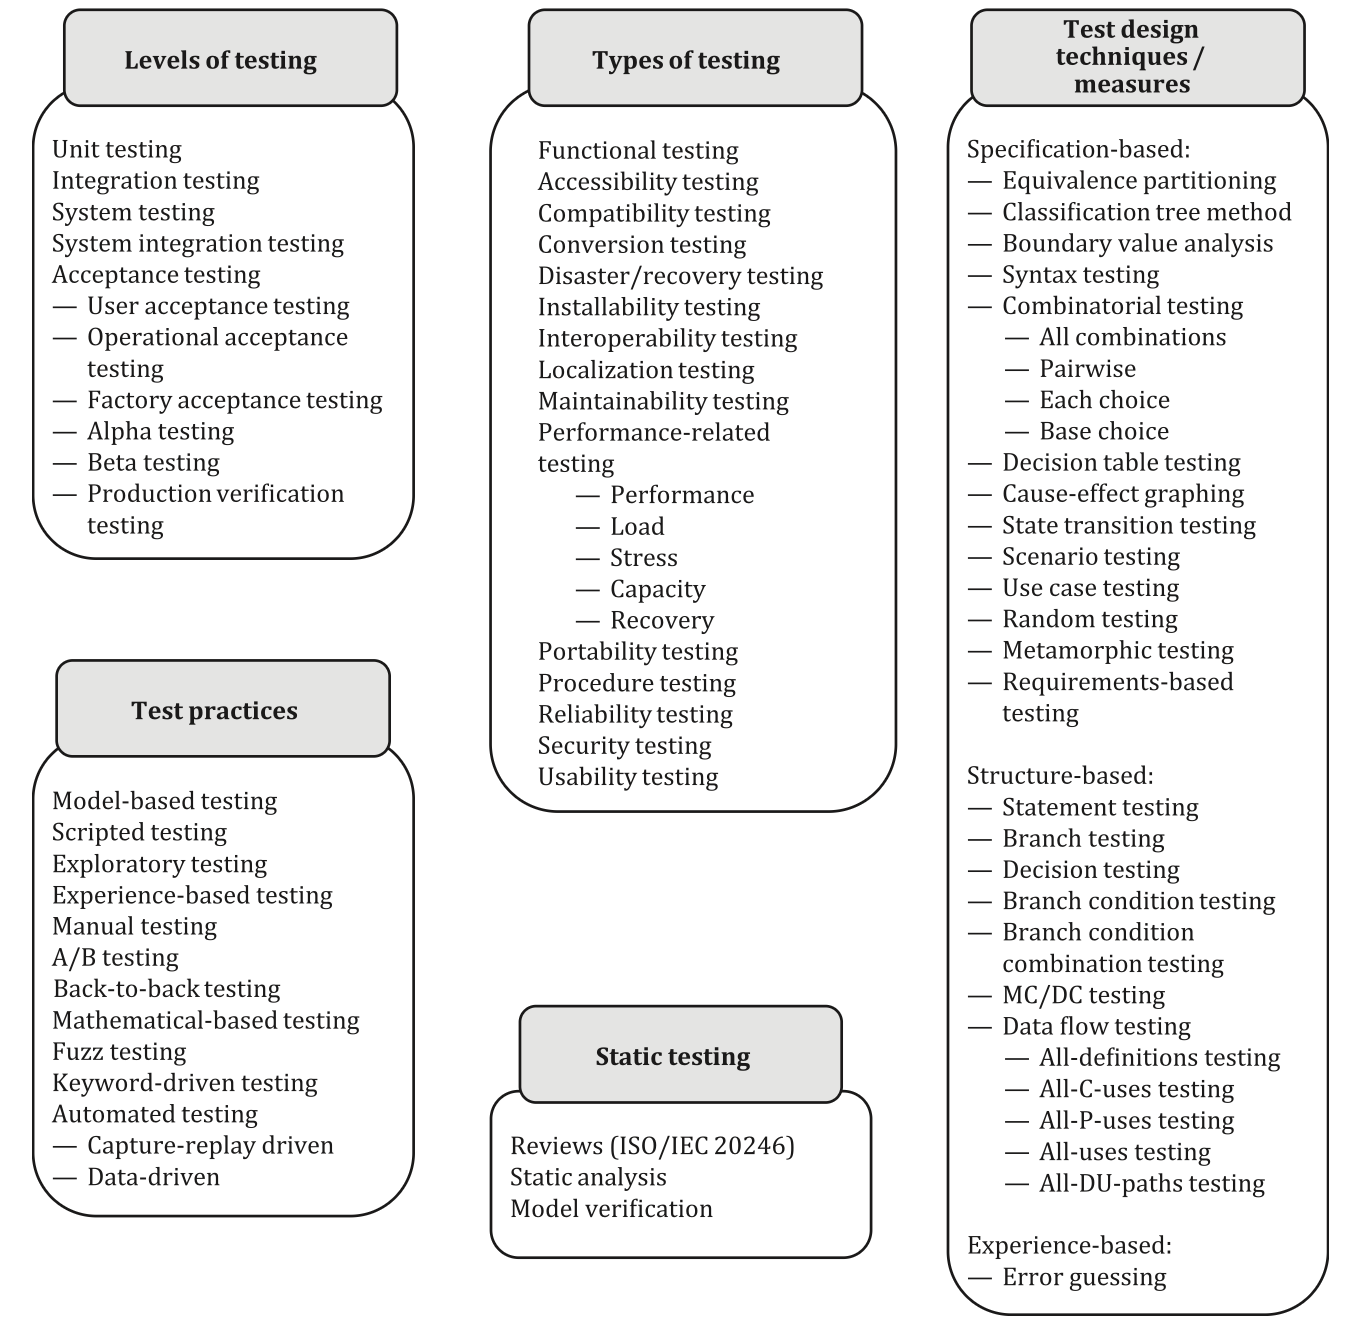 Levels of testing
Unit testing
Integration testing
System testing
System integration testing
Acceptance testing
— User acceptance testing
— Operational acceptance
testing
— Factory acceptance testing
— Alpha testing
— Beta testing
— Production verification
testing
Test practices
Model-based testing
Scripted testing
Exploratory testing
Experience-based testing
Manual testing
A/B testing
Back-to-back testing
Mathematical-based testing
Fuzz testing
Keyword-driven testing
Automated testing
— Capture-replay driven
— Data-driven
Types of testing
Functional testing
Accessibility testing
Compatibility testing
Conversion testing
Disaster/recovery testing
Installability testing
Interoperability testing
Localization testing
Maintainability testing
Performance-related
testing
— Performance
— Load
— Stress
— Capacity
— Recovery
Portability testing
Procedure testing
Reliability testing
Security testing
Usability testing
Static testing
Reviews (ISO/IEC 20246)
Static analysis
Model verification
Test design
techniques /
measures
Specification-based:
— Equivalence partitioning
— Classification tree method
— Boundary value analysis
— Syntax testing
— Combinatorial testing
— All combinations
— Pairwise
— Each choice
— Base choice
— Decision table testing
— Cause-effect graphing
— State transition testing
— Scenario testing
— Use case testing
— Random testing
— Metamorphic testing
— Requirements-based
testing
Structure-based:
— Statement testing
— Branch testing
— Decision testing
— Branch condition testing
— Branch condition
combination testing
— MC/DC testing
— Data flow testing
— All-definitions testing
— All-C-uses testing
— All-P-uses testing
— All-uses testing
— All-DU-paths testing
Experience-based:
— Error guessing